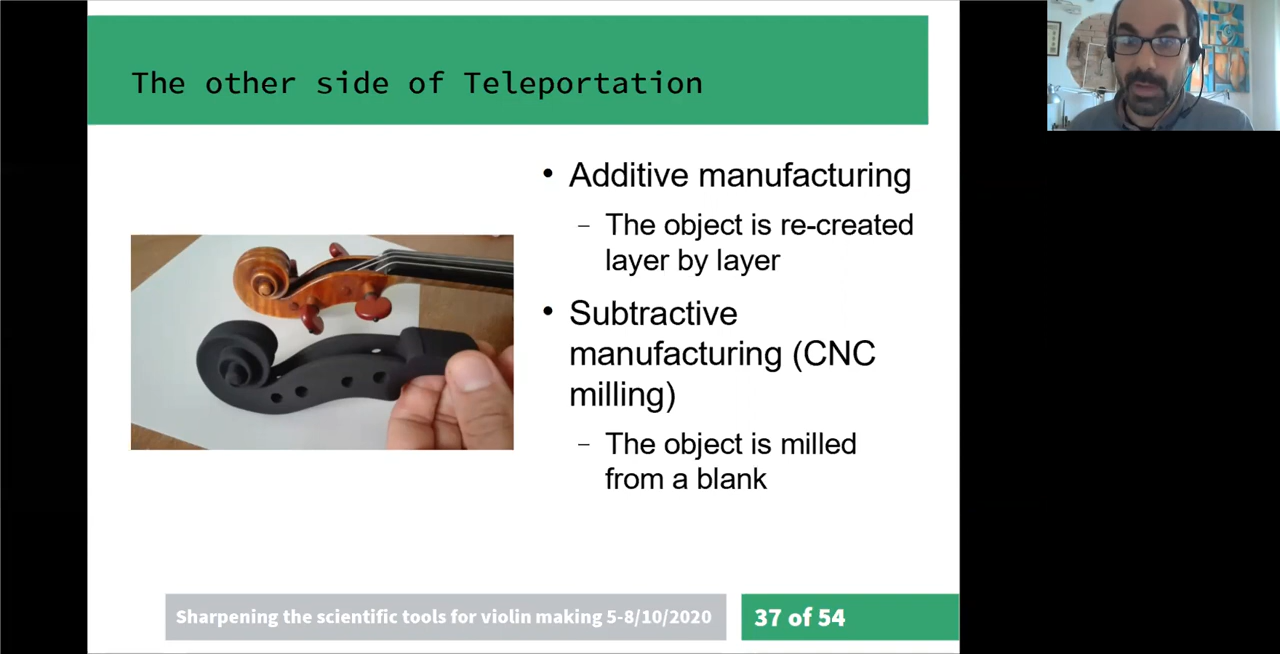 The other side of Teleportation
• Additive manufacturing
– The object is re-created
layer by layer
• Subtractive
manufacturing (CNC
milling)
– The object is milled
from a blank
Sharpening the scientific tools for violin making 5-8/10/2020
37 of 54